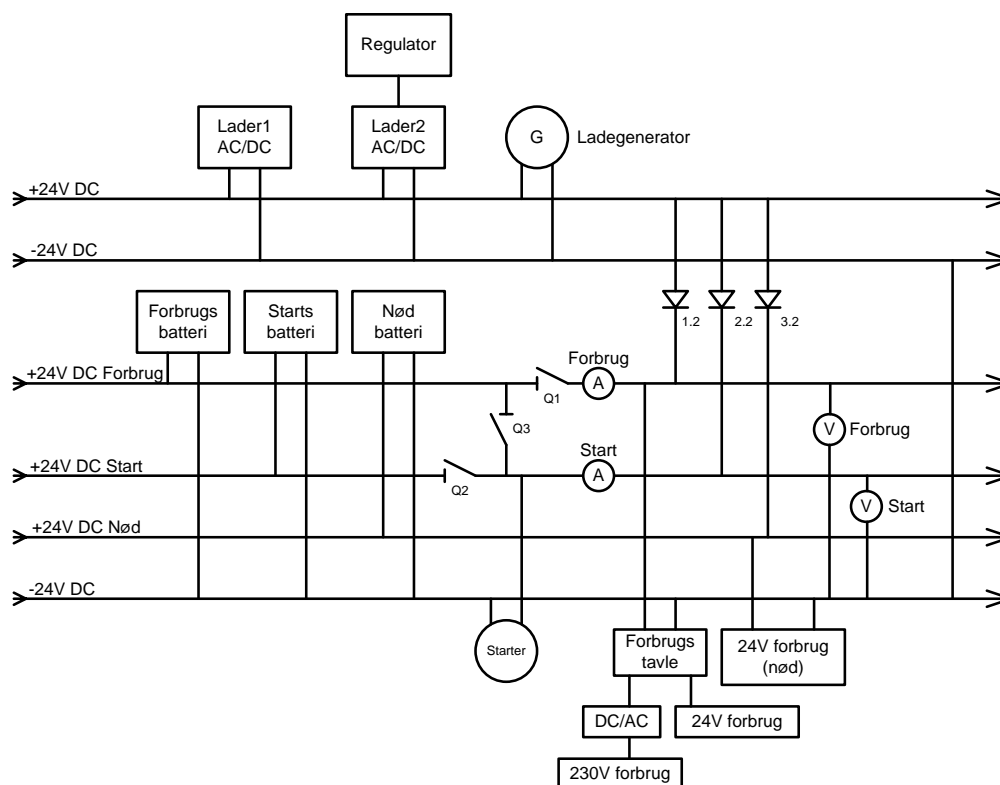 Regulator
Lader1
AC/DC
Lader2
AC/DC
G
Ladegenerator
+24V DC
-24V DC
Forbrugs
batteri
Starts
batteri
Nød
batteri
1.2
2.2
3.2
Forbrug
+24V DC Forbrug
A
Q1
Q3
V
Forbrug
Start
+24V DC Start
A
Q2
V
Start
+24V DC Nød
-24V DC
Starter
Forbrugs
tavle
24V forbrug
(nød)
DC/AC
24V forbrug
230V forbrug